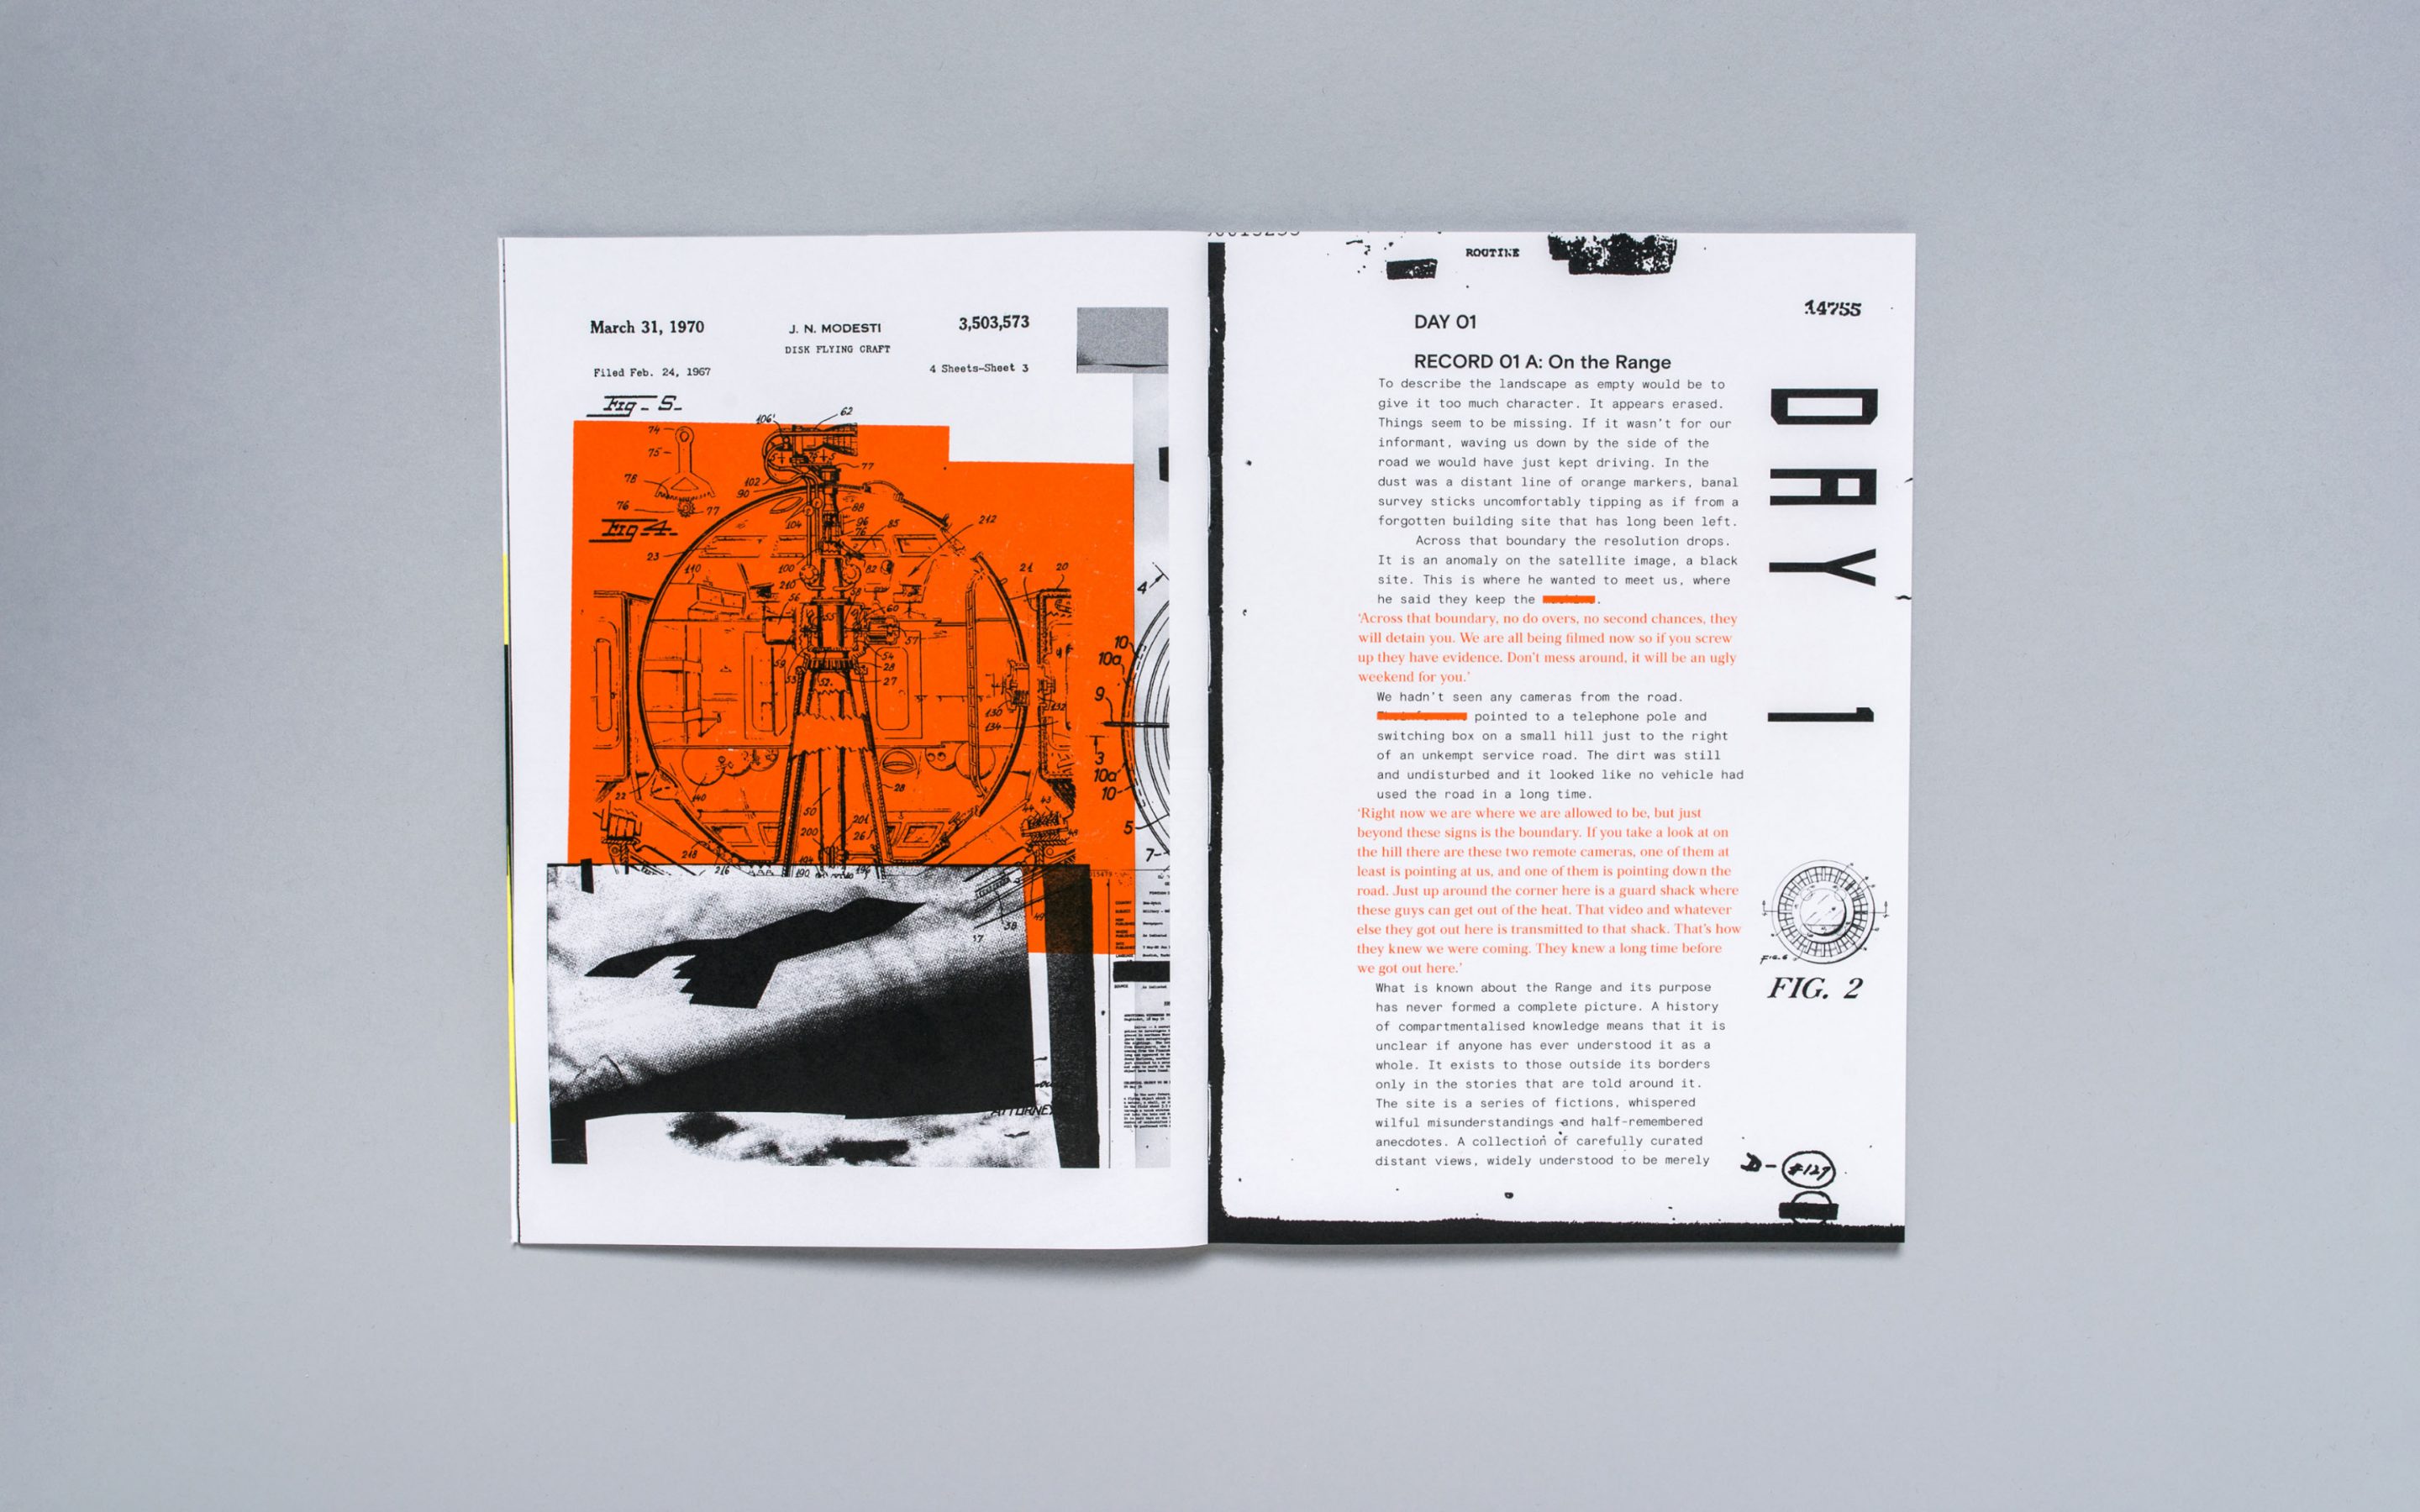 March 31, 1970
J. N. MODESTI
3,503,573
DISK FLYING CRAFT
Filed Feb. 24, 1967
4 Sheets-Sheet 3
Fig-5-
Fig-4-
106'
62
74
75
78
76
77
102
90
77
104
88
96
76
85
212
23
110
100
210
82
21
20
56
60
55
57
59
54
28
53
52
27
130
132
134
22
140
28
50
200
201
26
218
216
194
190
196
49
38
37
4
10
10a
9
3
10a
10
5
7
ATTORNEY
ROUTINE
14755
DAY 01
RECORD 01 A: On the Range
To describe the landscape as empty would be to
give it too much character. It appears erased.
Things seem to be missing. If it wasn't for our
informant, waving us down by the side of the
road we would have just kept driving. In the
dust was a distant line of orange markers, banal
survey sticks uncomfortably tipping as if from a
forgotten building site that has long been left.
Across that boundary the resolution drops.
It is an anomaly on the satellite image, a black
site. This is where he wanted to meet us, where
he said they keep the .
'Across that boundary, no do overs, no second chances, they
will detain you. We are all being filmed now so if you screw
up they have evidence. Don't mess around, it will be an ugly
weekend for you.'
We hadn't seen any cameras from the road.
pointed to a telephone pole and
switching box on a small hill just to the right
of an unkempt service road. The dirt was still
and undisturbed and it looked like no vehicle had
used the road in a long time.
'Right now we are where we are allowed to be, but just
beyond these signs is the boundary. If you take a look at on
the hill there are these two remote cameras, one of them at
least is pointing at us, and one of them is pointing down the
road. Just up around the corner here is a guard shack where
these guys can get out of the heat. That video and whatever
else they got out here is transmitted to that shack. That's how
they knew we were coming. They knew a long time before
we got out here.'
What is known about the Range and its purpose
has never formed a complete picture. A history
of compartmentalised knowledge means that it is
unclear if anyone has ever understood it as a
whole. It exists to those outside its borders
only in the stories that are told around it.
The site is a series of fictions, whispered
wilful misunderstandings and half-remembered
anecdotes. A collection of carefully curated
distant views, widely understood to be merely
DAY 1
FIG. 2
D- #127